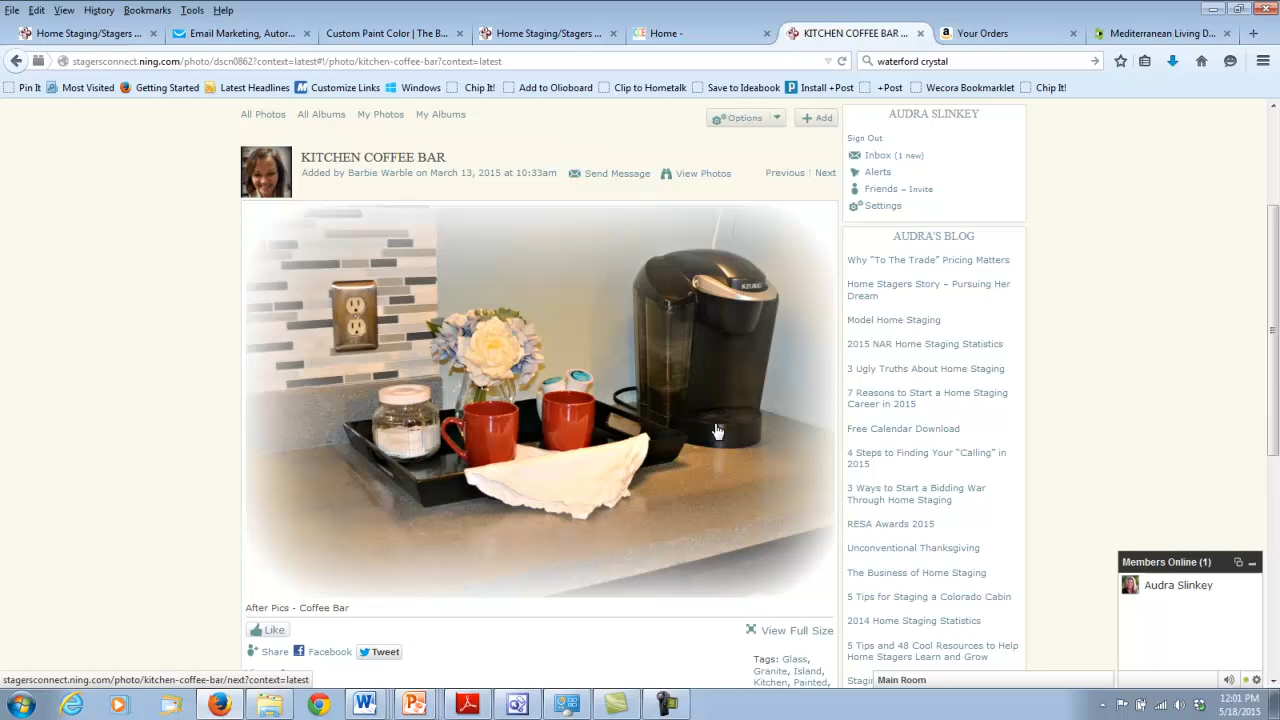 File Edit View History Bookmarks Tools Help
Home Staging/Stagers ... × Email Marketing, Autor... × Custom Paint Color | The B... × Home Staging/Stagers ... × Home - × KITCHEN COFFEE BAR ... × Your Orders × Mediterranean Living D... × +
stagersconnect.ning.com/photo/dscn0862?context=latest#!/photo/kitchen-coffee-bar?context=latest waterford crystal
Pin It Most Visited Getting Started Latest Headlines Customize Links Windows Chip It! Add to Olioboard Clip to Hometalk Save to Ideabook Install +Post +Post Wecora Bookmarklet Chip It!
All Photos All Albums My Photos My Albums Options + Add
KITCHEN COFFEE BAR
Added by Barbie Warble on March 13, 2015 at 10:33am Send Message View Photos Previous | Next
KEURIG
After Pics - Coffee Bar
Like View Full Size
Share Facebook Tweet
Tags: Glass,
Granite, Island,
Kitchen, Painted,
stagersconnect.ning.com/photo/kitchen-coffee-bar/next?context=latest
AUDRA SLINKEY
Sign Out
Inbox (1 new)
Alerts
Friends – Invite
Settings
AUDRA'S BLOG
Why "To The Trade" Pricing Matters
Home Stagers Story – Pursuing Her
Dream
Model Home Staging
2015 NAR Home Staging Statistics
3 Ugly Truths About Home Staging
7 Reasons to Start a Home Staging
Career in 2015
Free Calendar Download
4 Steps to Finding Your "Calling" in
2015
3 Ways to Start a Bidding War
Through Home Staging
RESA Awards 2015
Unconventional Thanksgiving
The Business of Home Staging
5 Tips for Staging a Colorado Cabin
2014 Home Staging Statistics
5 Tips and 48 Cool Resources to Help
Home Stagers Learn and Grow
Main Room
Members Online (1)
Audra Slinkey
12:01 PM
5/18/2015